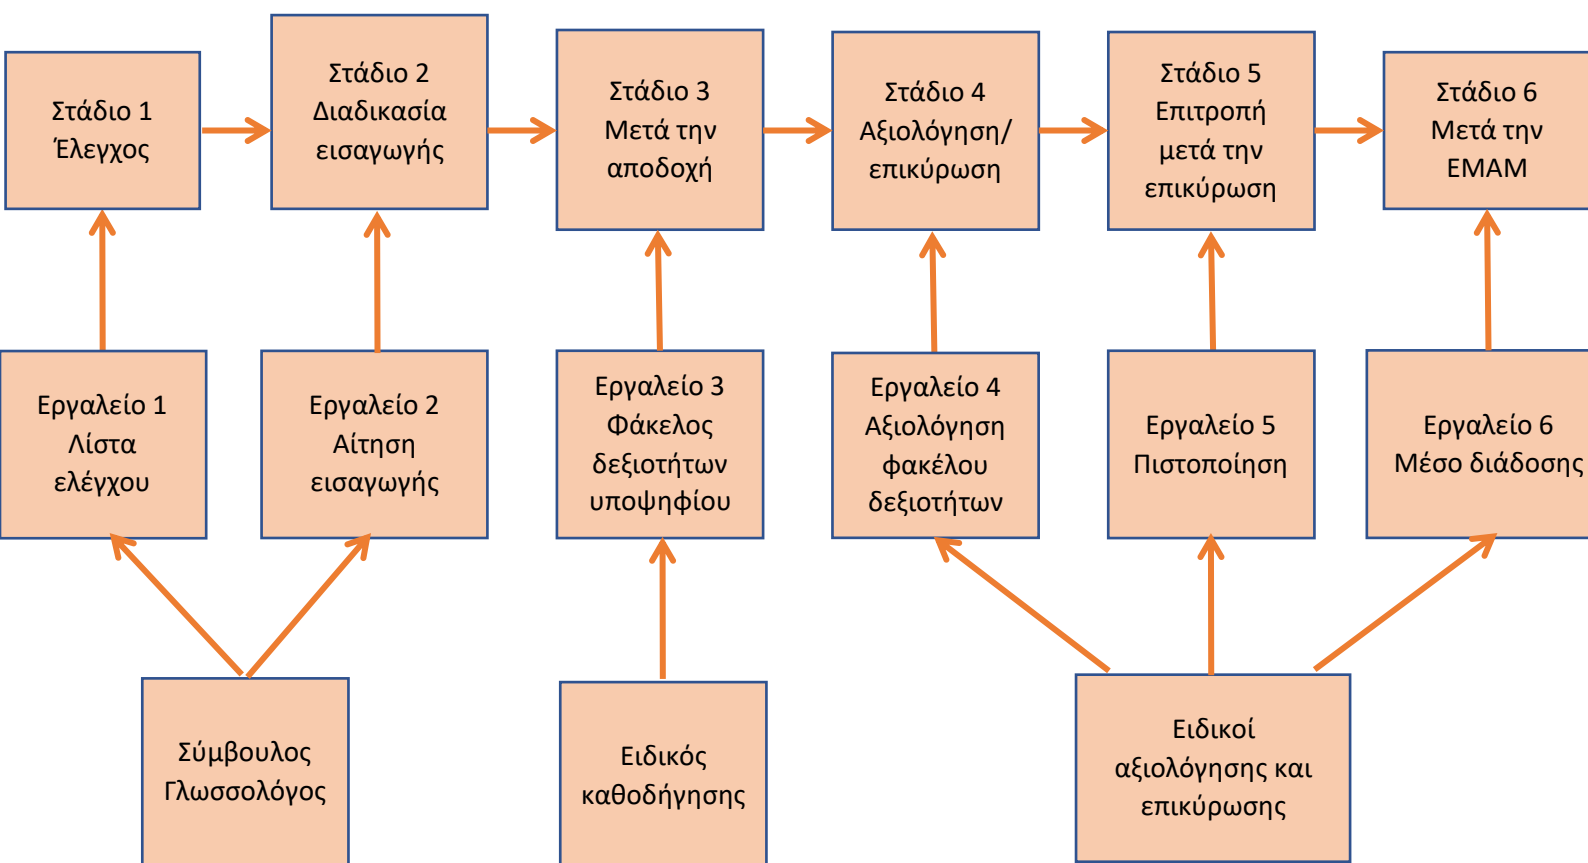 Στάδιο 1
Έλεγχος
Στάδιο 2
Διαδικασία
εισαγωγής
Στάδιο 3
Μετά την
αποδοχή
Στάδιο 4
Αξιολόγηση/
επικύρωση
Στάδιο 5
Επιτροπή
μετά την
επικύρωση
Στάδιο 6
Μετά την
ΕΜΑΜ
Εργαλείο 1
Λίστα
ελέγχου
Εργαλείο 2
Αίτηση
εισαγωγής
Εργαλείο 3
Φάκελος
δεξιοτήτων
υποψηφίου
Εργαλείο 4
Αξιολόγηση
φακέλου
δεξιοτήτων
Εργαλείο 5
Πιστοποίηση
Εργαλείο 6
Μέσο διάδοσης
Σύμβουλος
Γλωσσολόγος
Ειδικός
καθοδήγησης
Ειδικοί
αξιολόγησης και
επικύρωσης